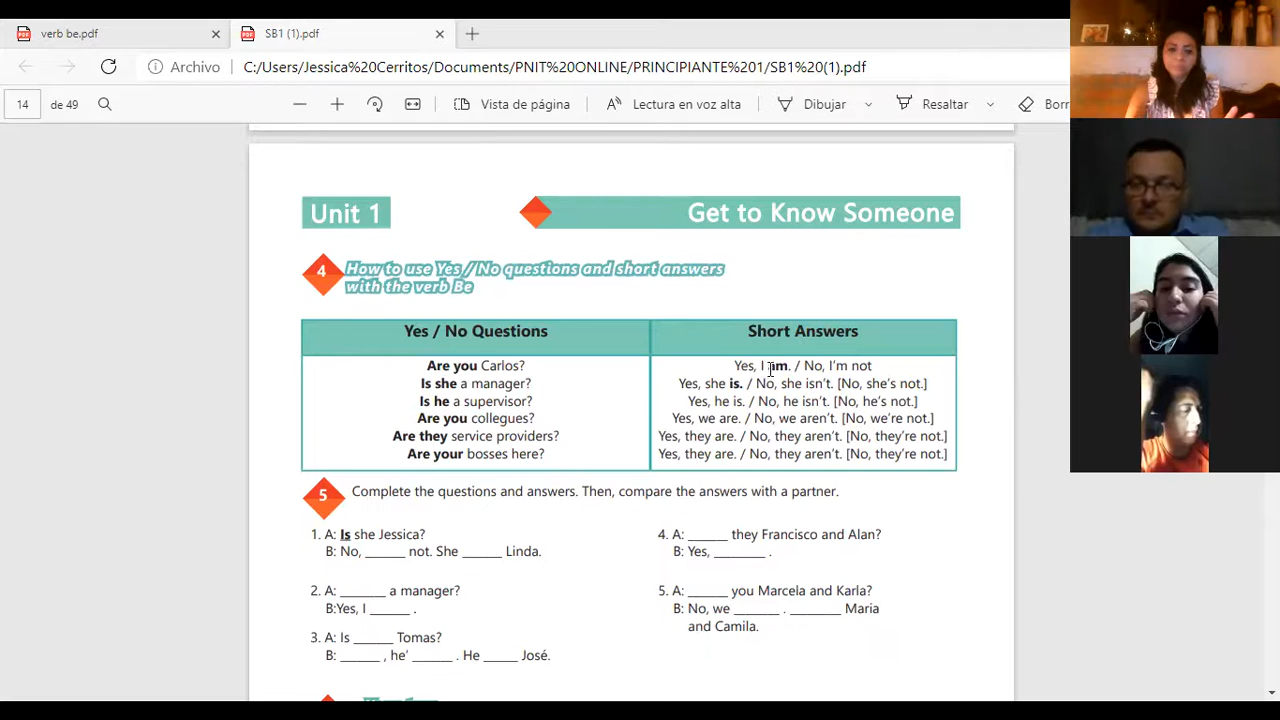 verb be.pdf
SB1 (1).pdf
Archivo
C:/Users/Jessica%20Cerritos/Documents/PNIT%20ONLINE/PRINCIPIANTE%201/SB1%20(1).pdf
14 de 49
Vista de página
Lectura en voz alta
Dibujar
Resaltar
Borr
Unit 1
Get to Know Someone
4 How to use Yes / No questions and short answers
with the verb Be
Yes / No Questions
Short Answers
Are you Carlos?
Yes, I am. / No, I'm not
Is she a manager?
Yes, she is. / No, she isn't. [No, she's not.]
Is he a supervisor?
Yes, he is. / No, he isn't. [No, he's not.]
Are you collegues?
Yes, we are. / No, we aren't. [No, we're not.]
Are they service providers?
Yes, they are. / No, they aren't. [No, they're not.]
Are your bosses here?
Yes, they are. / No, they aren't. [No, they're not.]
5 Complete the questions and answers. Then, compare the answers with a partner.
1. A: Is she Jessica?
B: No, ______ not. She ______ Linda.
2. A: _______ a manager?
B:Yes, I ______ .
3. A: Is ______ Tomas?
B: ______ , he' ______ . He _____ José.
4. A: ______ they Francisco and Alan?
B: Yes, ________ .
5. A: ______ you Marcela and Karla?
B: No, we _______ . ________ Maria
and Camila.